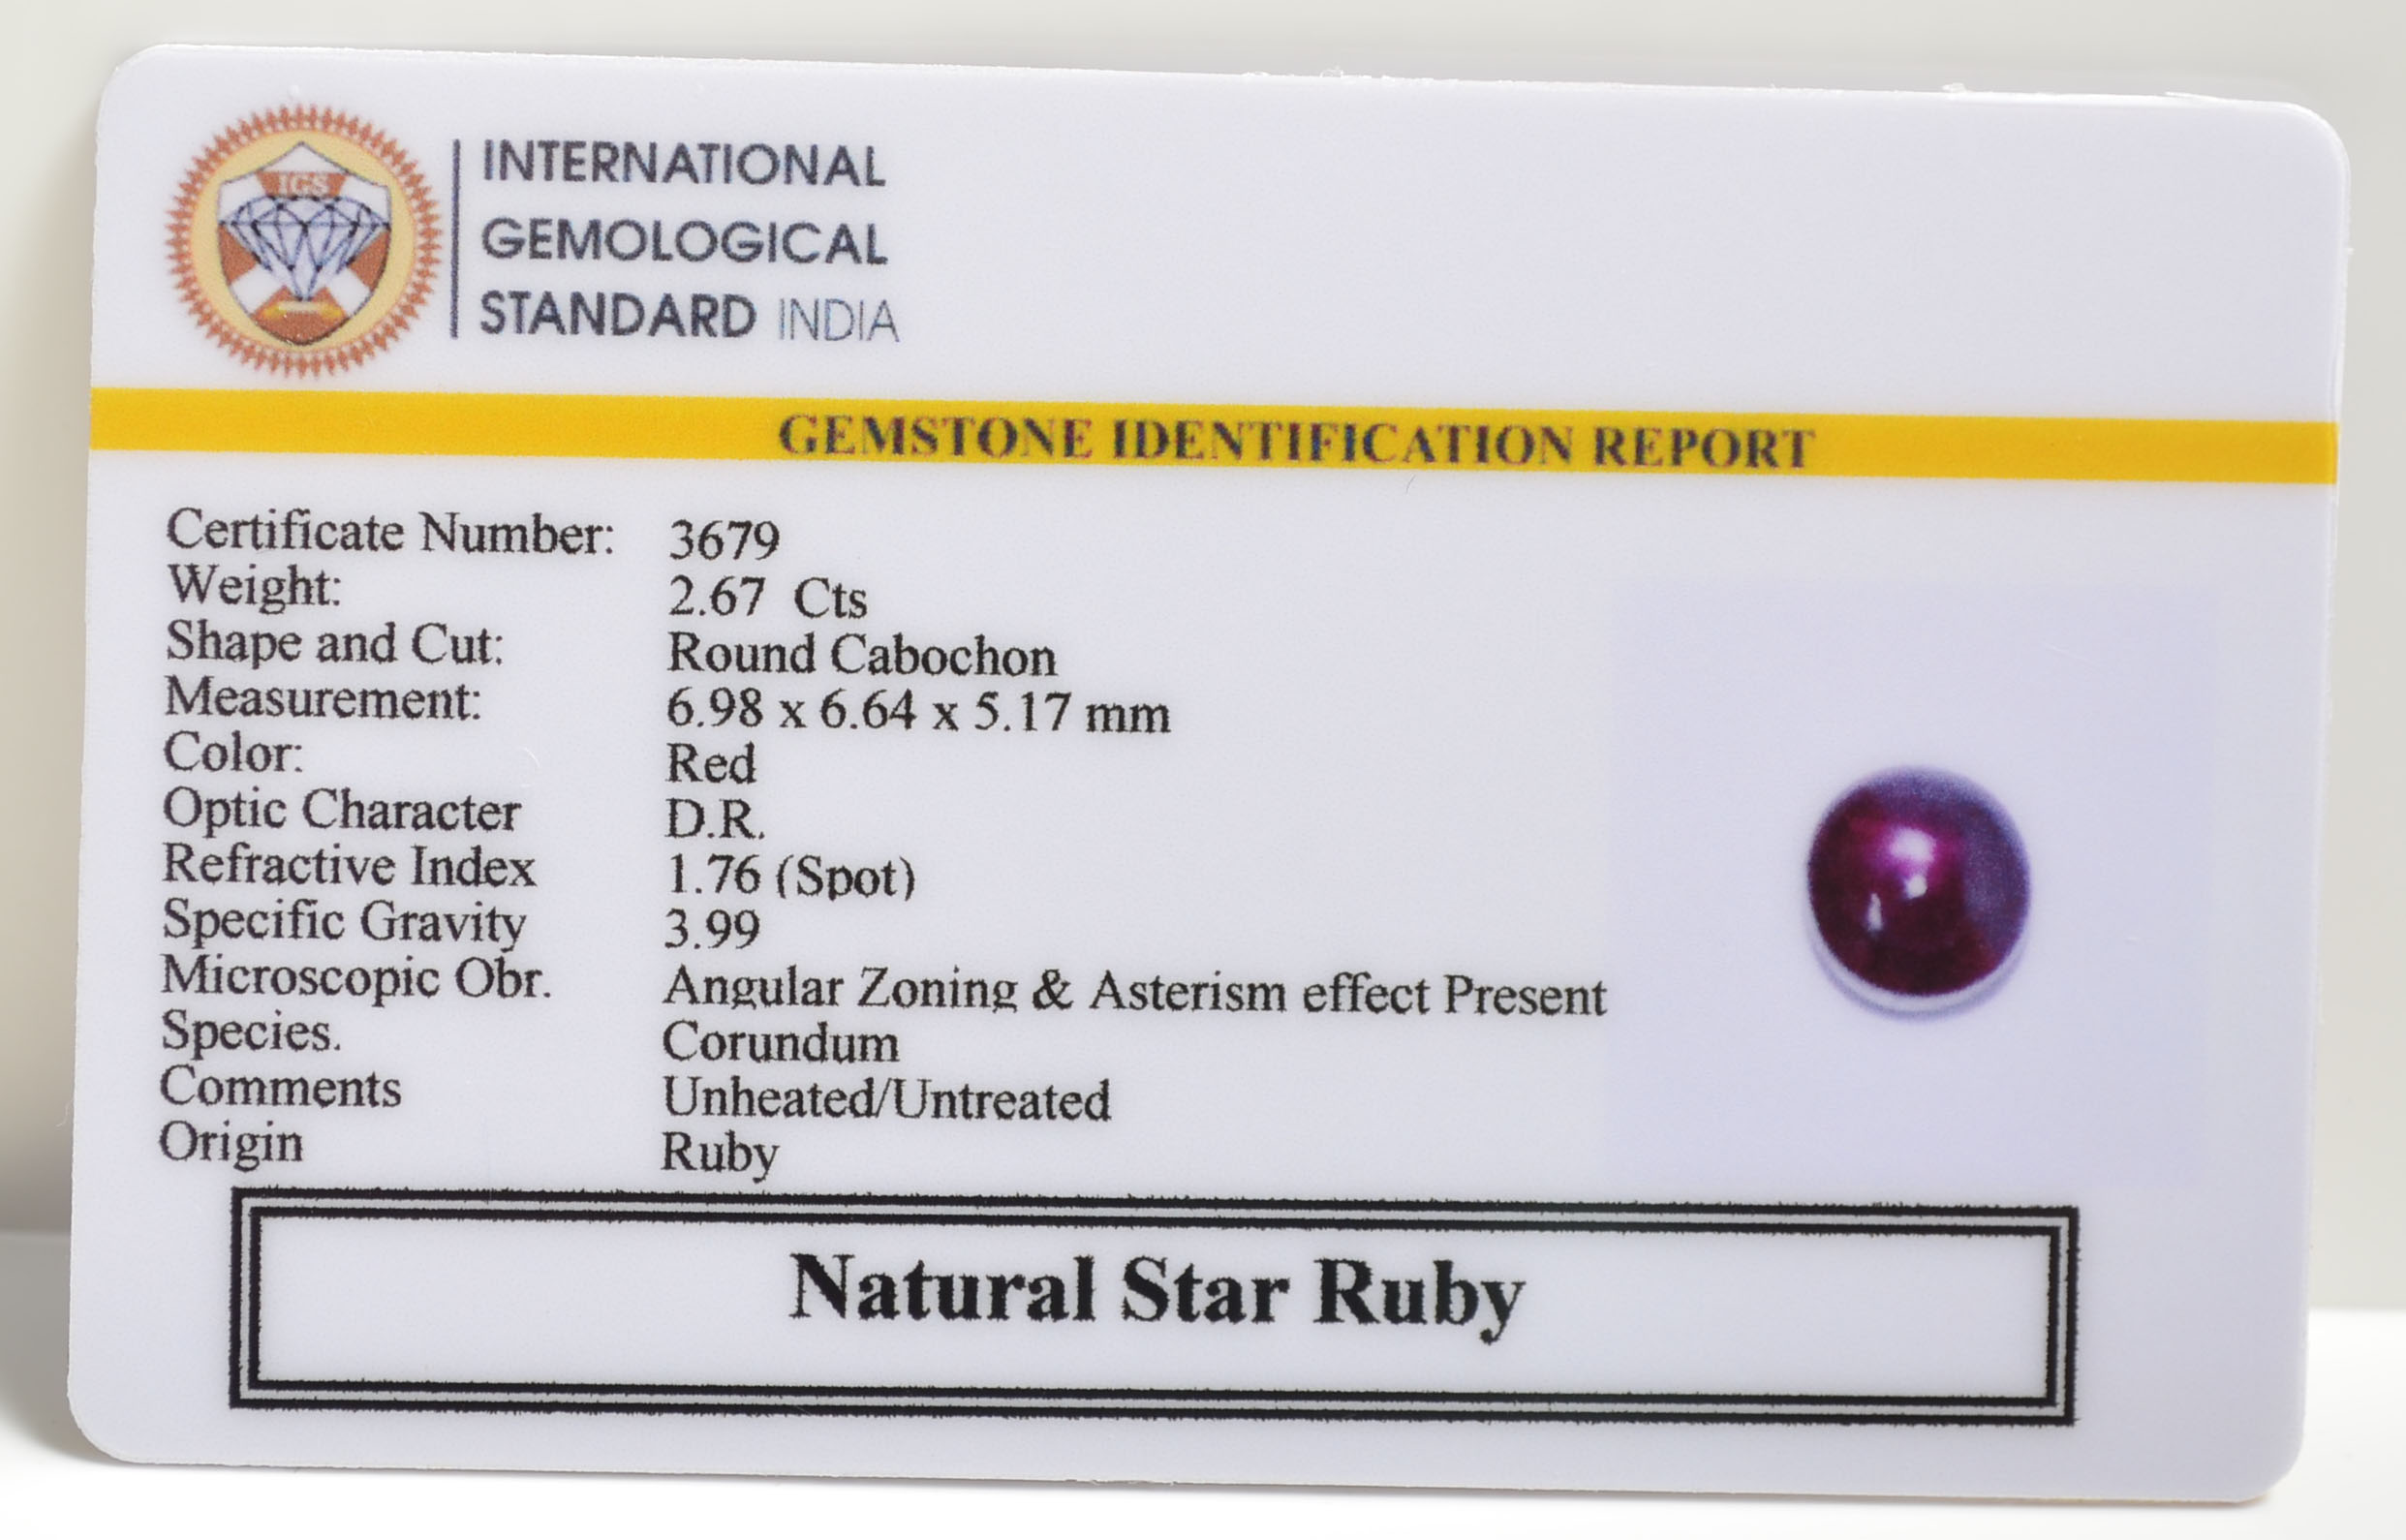 IGS
INTERNATIONAL
GEMOLOGICAL
STANDARD INDIA
GEMSTONE IDENTIFICATION REPORT
Certificate Number: 3679
Weight: 2.67 Cts
Shape and Cut: Round Cabochon
Measurement: 6.98 x 6.64 x 5.17 mm
Color: Red
Optic Character D.R.
Refractive Index 1.76 (Spot)
Specific Gravity 3.99
Microscopic Obr. Angular Zoning & Asterism effect Present
Species. Corundum
Comments Unheated/Untreated
Origin Ruby
Natural Star Ruby